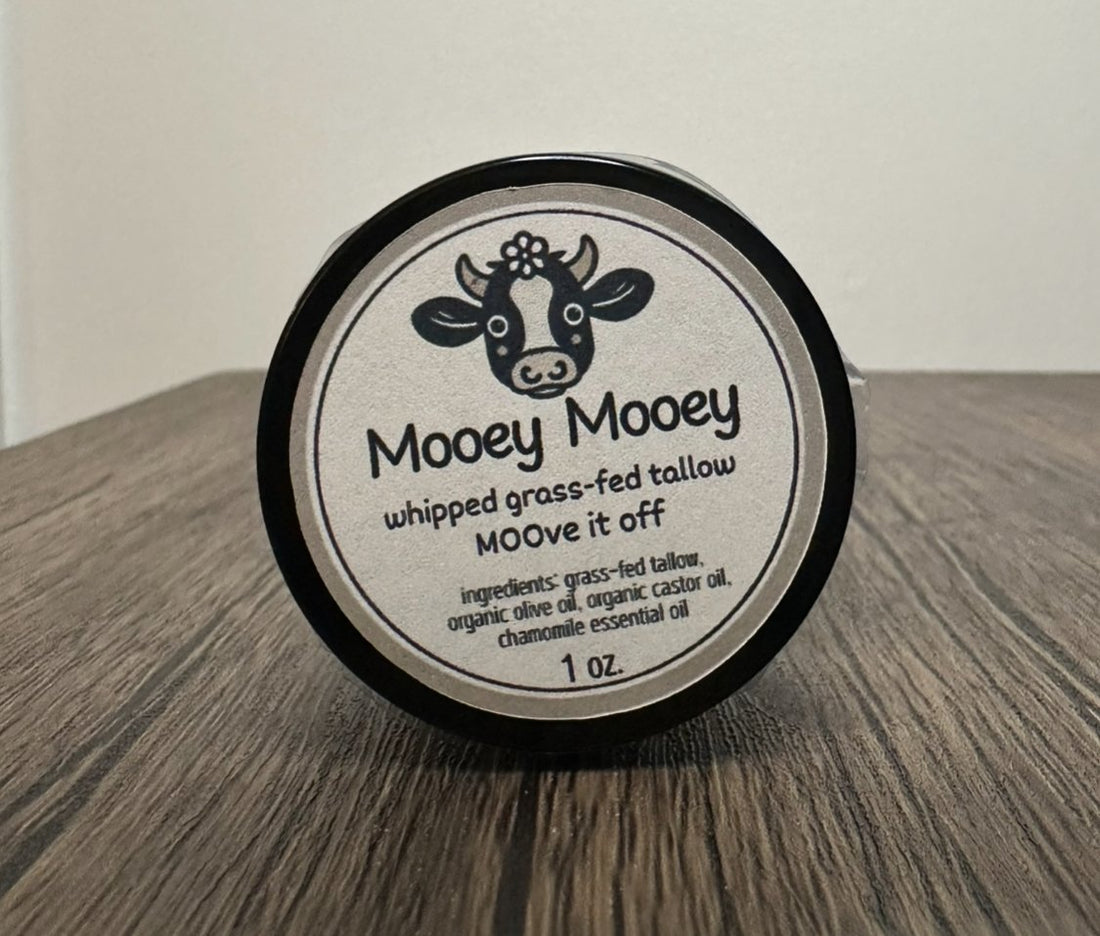 Mooey Mooey
whipped grass-fed tallow
MOOve it off
ingredients: grass-fed tallow,
organic olive oil, organic castor oil,
chamomile essential oil
1 oz.